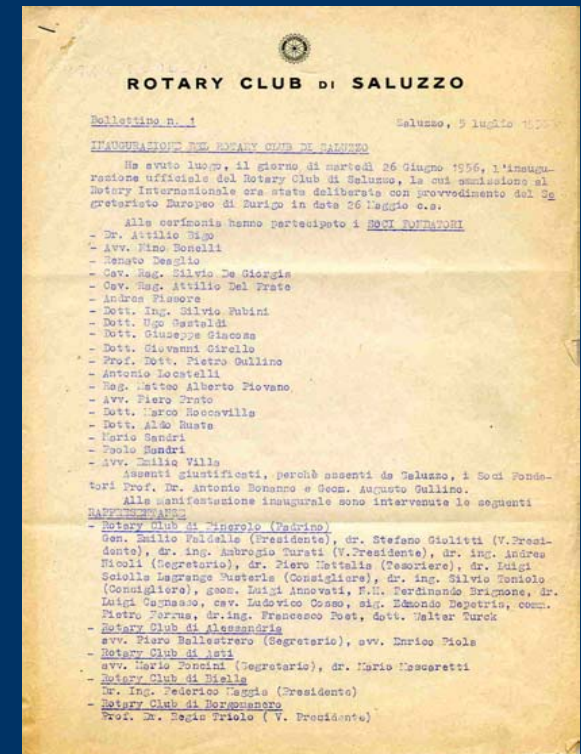 ROTARY CLUB DI SALUZZO
Bollettino n. 1 Saluzzo, 5 luglio
INAUGURAZIONE DEL ROTARY CLUB DI SALUZZO
Ha avuto luogo, il giorno di martedì 26 Giugno 1956, l'inaugu-
razione ufficiale del Rotary Club di Saluzzo, la cui ammissione al
Rotary Internazionale era stata deliberata con provvedimento del Se
gretariato Europeo di Zurigo in data 26 Maggio c.a.
Alla cerimonia hanno partecipato i SOCI FONDATORI
- Dr. Attilio Bigo
- Avv. Nino Bonelli
- Renato Deaglio
- Cav. Rag. Silvio De Giorgis
- Cav. Rag. Attilio Del Prato
- Andrea Fissore
- Dott. Ing. Silvio Fubini
- Dott. Ugo Gastaldi
- Dott. Giuseppe Giacosa
- Dott. Giovanni Girello
- Prof. Dott. Pietro Gullino
- Antonio Locatelli
- Rag. Matteo Alberto Piovano
- Avv. Piero Prato
- Dott. Marco Roccavilla
- Dott. Aldo Ruata
- Mario Sandri
- Paolo Sandri
- Avv. Emilio Villa
Assenti giustificati, perchè assenti da Saluzzo, i Soci Fonda-
tori Prof. Dr. Antonio Bonanno e Geom. Augusto Gullino.
Alla manifestazione inaugurale sono intervenute le seguenti
RAPPRESENTANZE
- Rotary Club di Pinerolo (Padrino)
Gen. Emilio Faldella (Presidente), dr. Stefano Giolitti (V.Presi-
dente), dr. ing. Ambrogio Turati (V.Presidente), dr. ing. Andrea
Nicoli (Segretario), dr. Piero Mattalia (Tesoriere), dr. Luigi
Sciolla Lagrange Pusterla (Consigliere), dr. ing. Silvio Toniolo
(Consigliere), geom. Luigi Annovati, N.H. Ferdinando Brignone, dr.
Luigi Cagnasso, cav. Ludovico Cosso, sig. Edmondo Depetris, comm.
Pietro Ferrua, dr.ing. Francesco Poet, dott. Walter Turck
- Rotary Club di Alessandria
avv. Piero Ballestrero (Segretario), avv. Enrico Piola
- Rotary Club di Asti
avv. Mario Poncini (Segretario), dr. Mario Mascaretti
- Rotary Club di Biella
Dr. Ing. Federico Maggia (Presidente)
- Rotary Club di Borgomanero
Prof. Dr. Regis Triolo ( V. Presidente)